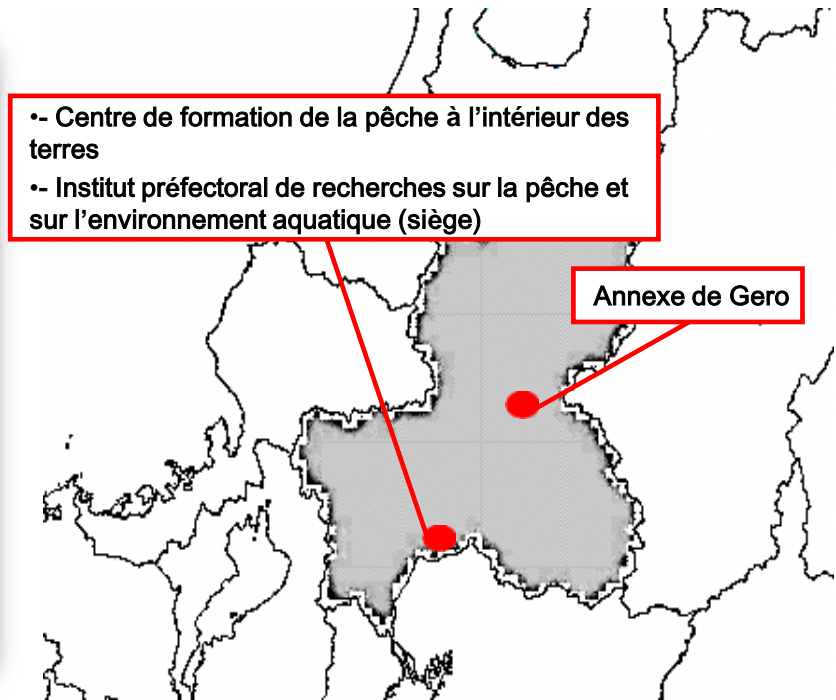 •- Centre de formation de la pêche à l’intérieur des
terres
•- Institut préfectoral de recherches sur la pêche et
sur l’environnement aquatique (siège)
Annexe de Gero